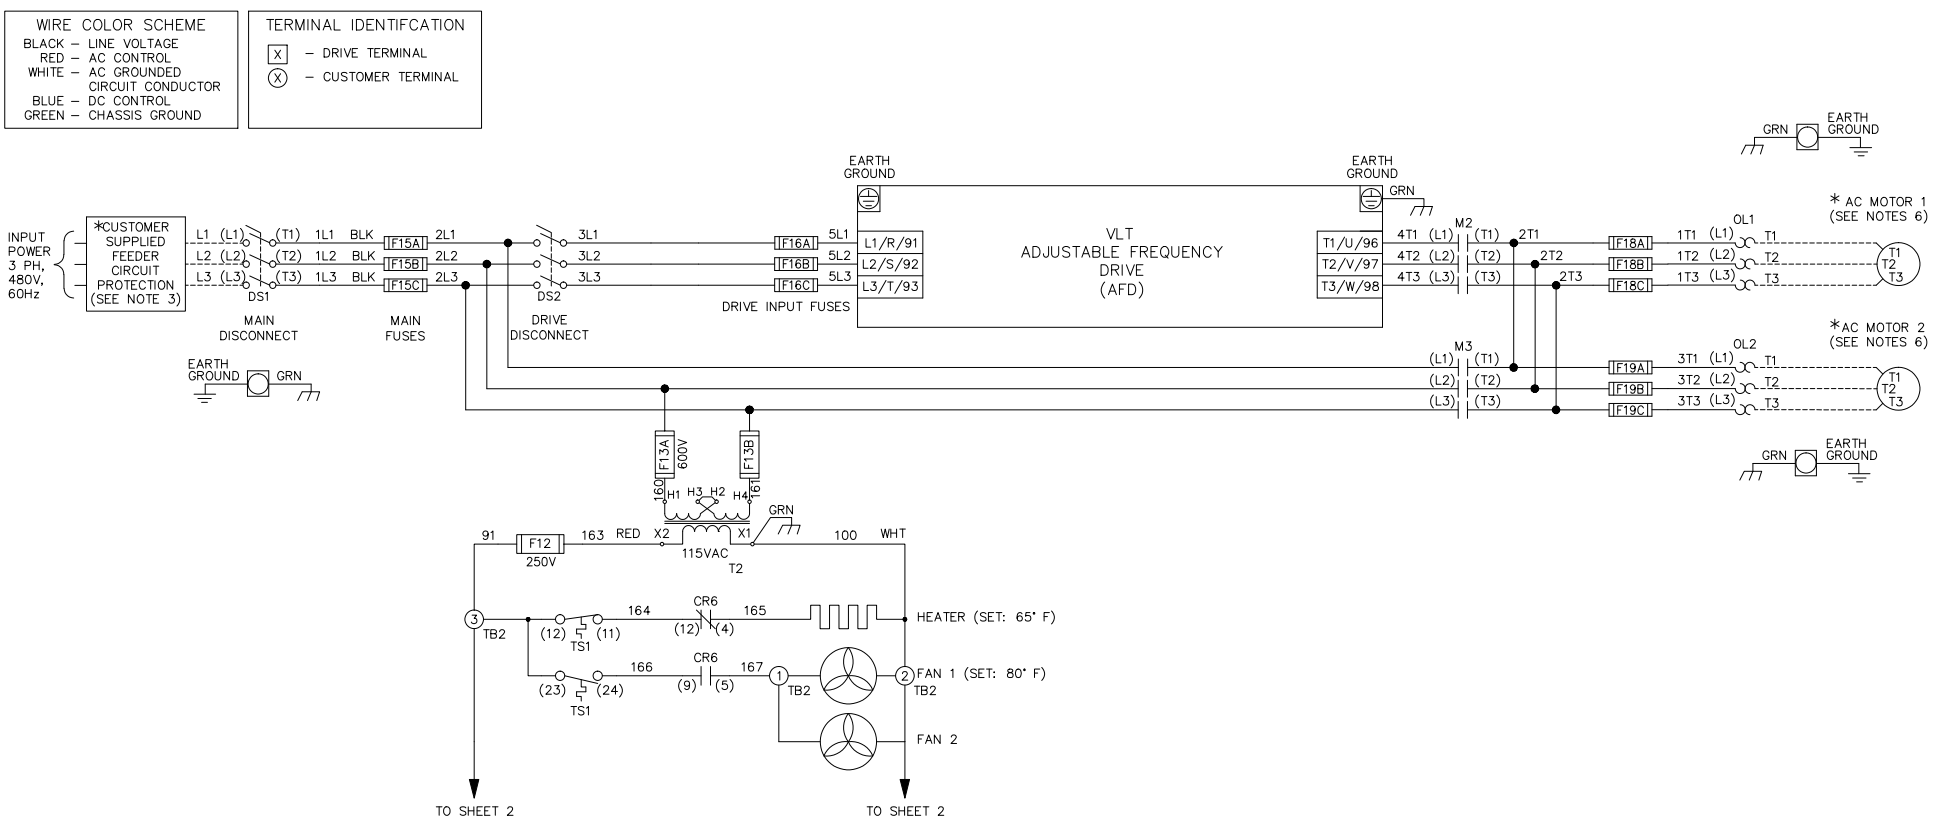 WIRE COLOR SCHEME
BLACK – LINE VOLTAGE
RED – AC CONTROL
WHITE – AC GROUNDED
CIRCUIT CONDUCTOR
BLUE – DC CONTROL
GREEN – CHASSIS GROUND
TERMINAL IDENTIFCATION
X – DRIVE TERMINAL
X – CUSTOMER TERMINAL
GRN
EARTH
GROUND
EARTH
GROUND
EARTH
GROUND
GRN
INPUT
POWER
3 PH,
480V,
60Hz
*CUSTOMER
SUPPLIED
FEEDER
CIRCUIT
PROTECTION
(SEE NOTE 3)
L1 (L1) (T1) 1L1 BLK F15A 2L1 3L1 F16A 5L1 L1/R/91
L2 (L2) (T2) 1L2 BLK F15B 2L2 3L2 F16B 5L2 L2/S/92
L3 (L3) (T3) 1L3 BLK F15C 2L3 3L3 F16C 5L3 L3/T/93
DS1
DS2
MAIN
DISCONNECT
MAIN
FUSES
DRIVE
DISCONNECT
DRIVE INPUT FUSES
VLT
ADJUSTABLE FREQUENCY
DRIVE
(AFD)
M2
OL1
* AC MOTOR 1
(SEE NOTES 6)
T1/U/96 4T1 (L1) (T1) 2T1 F18A 1T1 (L1) T1
T2/V/97 4T2 (L2) (T2) 2T2 F18B 1T2 (L2) T2
T3/W/98 4T3 (L3) (T3) 2T3 F18C 1T3 (L3) T3
T1
T2
T3
EARTH
GROUND
GRN
M3
OL2
* AC MOTOR 2
(SEE NOTES 6)
(L1) (T1) F19A 3T1 (L1) T1
(L2) (T2) F19B 3T2 (L2) T2
(L3) (T3) F19C 3T3 (L3) T3
T1
T2
T3
GRN
EARTH
GROUND
F13A
600V
F13B
160
161
H1 H3 H2 H4
GRN
91 F12 163 RED X2 X1 100 WHT
250V
115VAC
T2
CR6
3 TB2 (12) (11) 164 (12) (4) 165 HEATER (SET: 65° F)
TS1
CR6
(23) (24) 166 (9) (5) 167 1 TB2 2 TB2 FAN 1 (SET: 80° F)
TS1
FAN 2
TO SHEET 2
TO SHEET 2